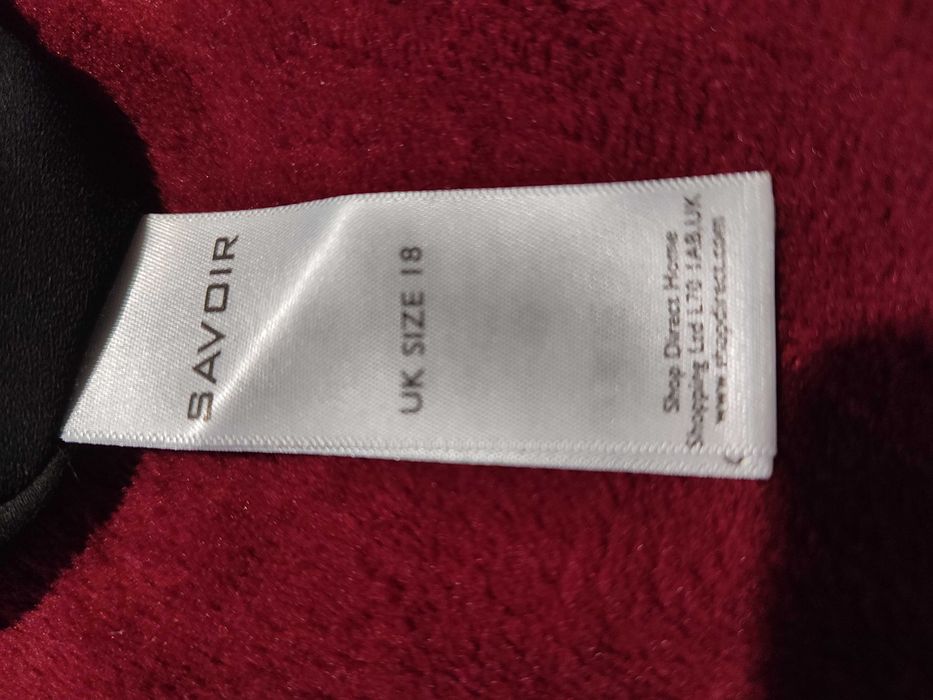 SAVOIR
UK SIZE 18
Shop Direct Home
Shopping Ltd L70 1AB.UK
www.shopdirect.com